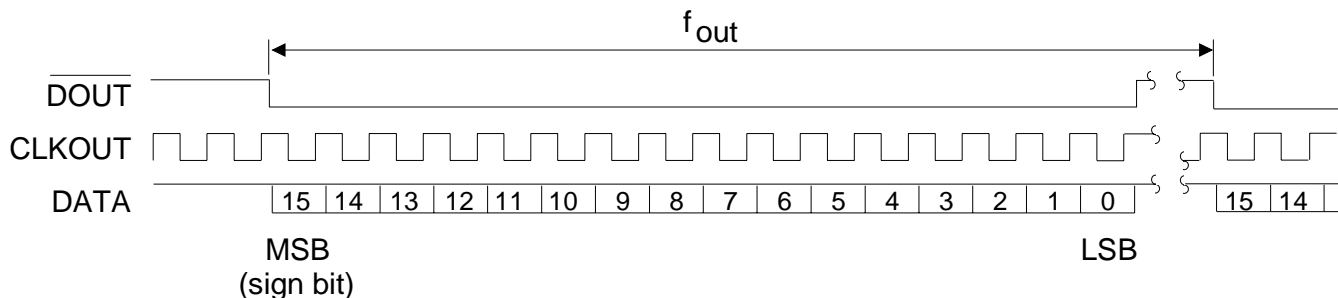 fout
DOUT
CLKOUT
DATA
15 14 13 12 11 10 9 8 7 6 5 4 3 2 1 0 15 14
MSB
(sign bit)
LSB